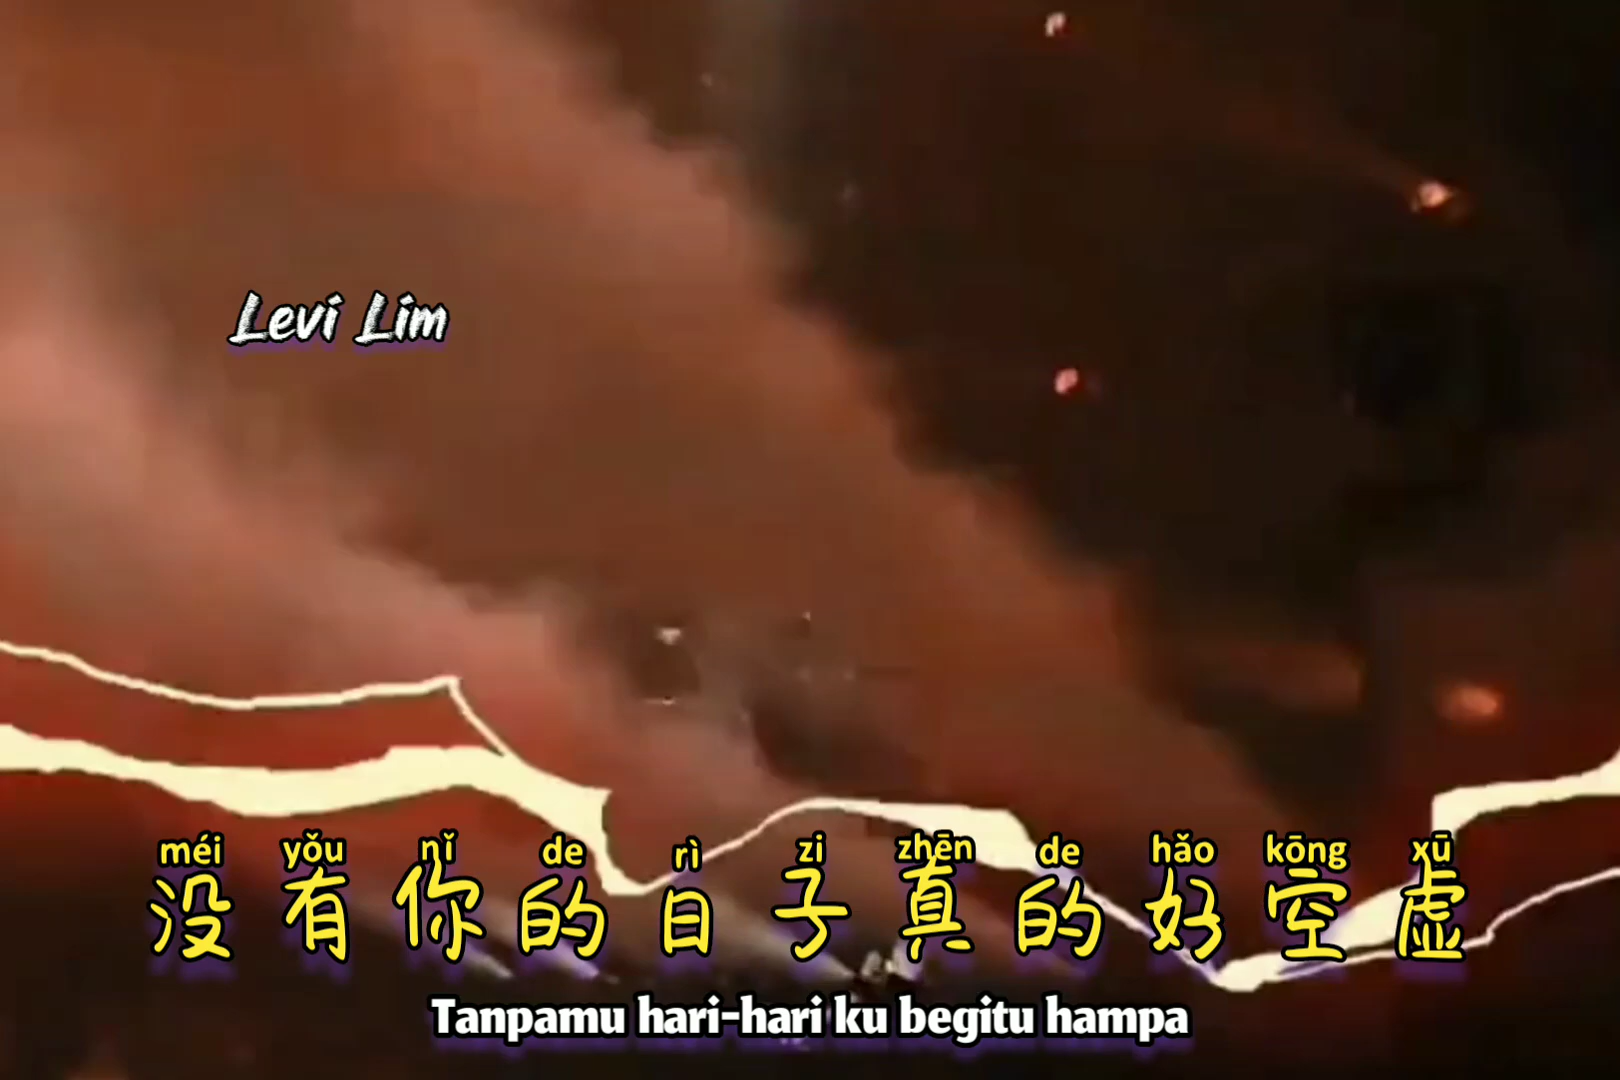 Levi Lim
méi yǒu nǐ de rì zi zhēn de hǎo kōng xū
没有你的日子真的好空虚
Tanpamu hari-hari ku begitu hampa